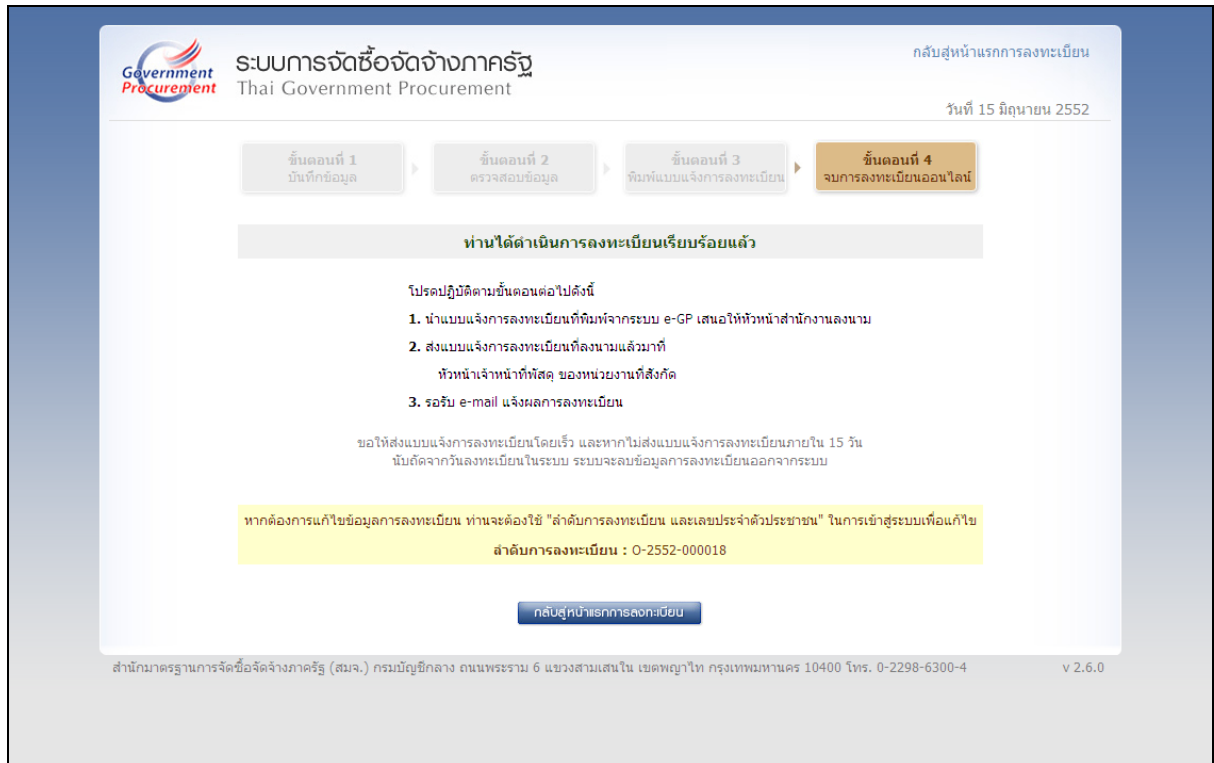 Government
Procurement
ระบบการจัดซื้อจัดจ้างภาครัฐ
Thai Government Procurement
กลับสู่หน้าแรกการลงทะเบียน
วันที่ 15 มิถุนายน 2552
ขั้นตอนที่ 1
บันทึกข้อมูล
ขั้นตอนที่ 2
ตรวจสอบข้อมูล
ขั้นตอนที่ 3
พิมพ์แบบแจ้งการลงทะเบียน
ขั้นตอนที่ 4
จบการลงทะเบียนออนไลน์
ท่านได้ดำเนินการลงทะเบียนเรียบร้อยแล้ว
โปรดปฏิบัติตามขั้นตอนต่อไปดังนี้
1. นำแบบแจ้งการลงทะเบียนที่พิมพ์จากระบบ e-GP เสนอให้หัวหน้าสำนักงานลงนาม
2. ส่งแบบแจ้งการลงทะเบียนที่ลงนามแล้วมาที่
หัวหน้าเจ้าหน้าที่พัสดุ ของหน่วยงานที่สังกัด
3. รอรับ e-mail แจ้งผลการลงทะเบียน
ขอให้ส่งแบบแจ้งการลงทะเบียนโดยเร็ว และหากไม่ส่งแบบแจ้งการลงทะเบียนภายใน 15 วัน
นับถัดจากวันลงทะเบียนในระบบ ระบบจะลบข้อมูลการลงทะเบียนออกจากระบบ
หากต้องการแก้ไขข้อมูลการลงทะเบียน ท่านจะต้องใช้ "ลำดับการลงทะเบียน และเลขประจำตัวประชาชน" ในการเข้าสู่ระบบเพื่อแก้ไข
ลำดับการลงทะเบียน : O-2552-000018
กลับสู่หน้าแรกการลงทะเบียน
สำนักมาตรฐานการจัดซื้อจัดจ้างภาครัฐ (สมจ.) กรมบัญชีกลาง ถนนพระราม 6 แขวงสามเสนใน เขตพญาไท กรุงเทพมหานคร 10400 โทร. 0-2298-6300-4
v 2.6.0